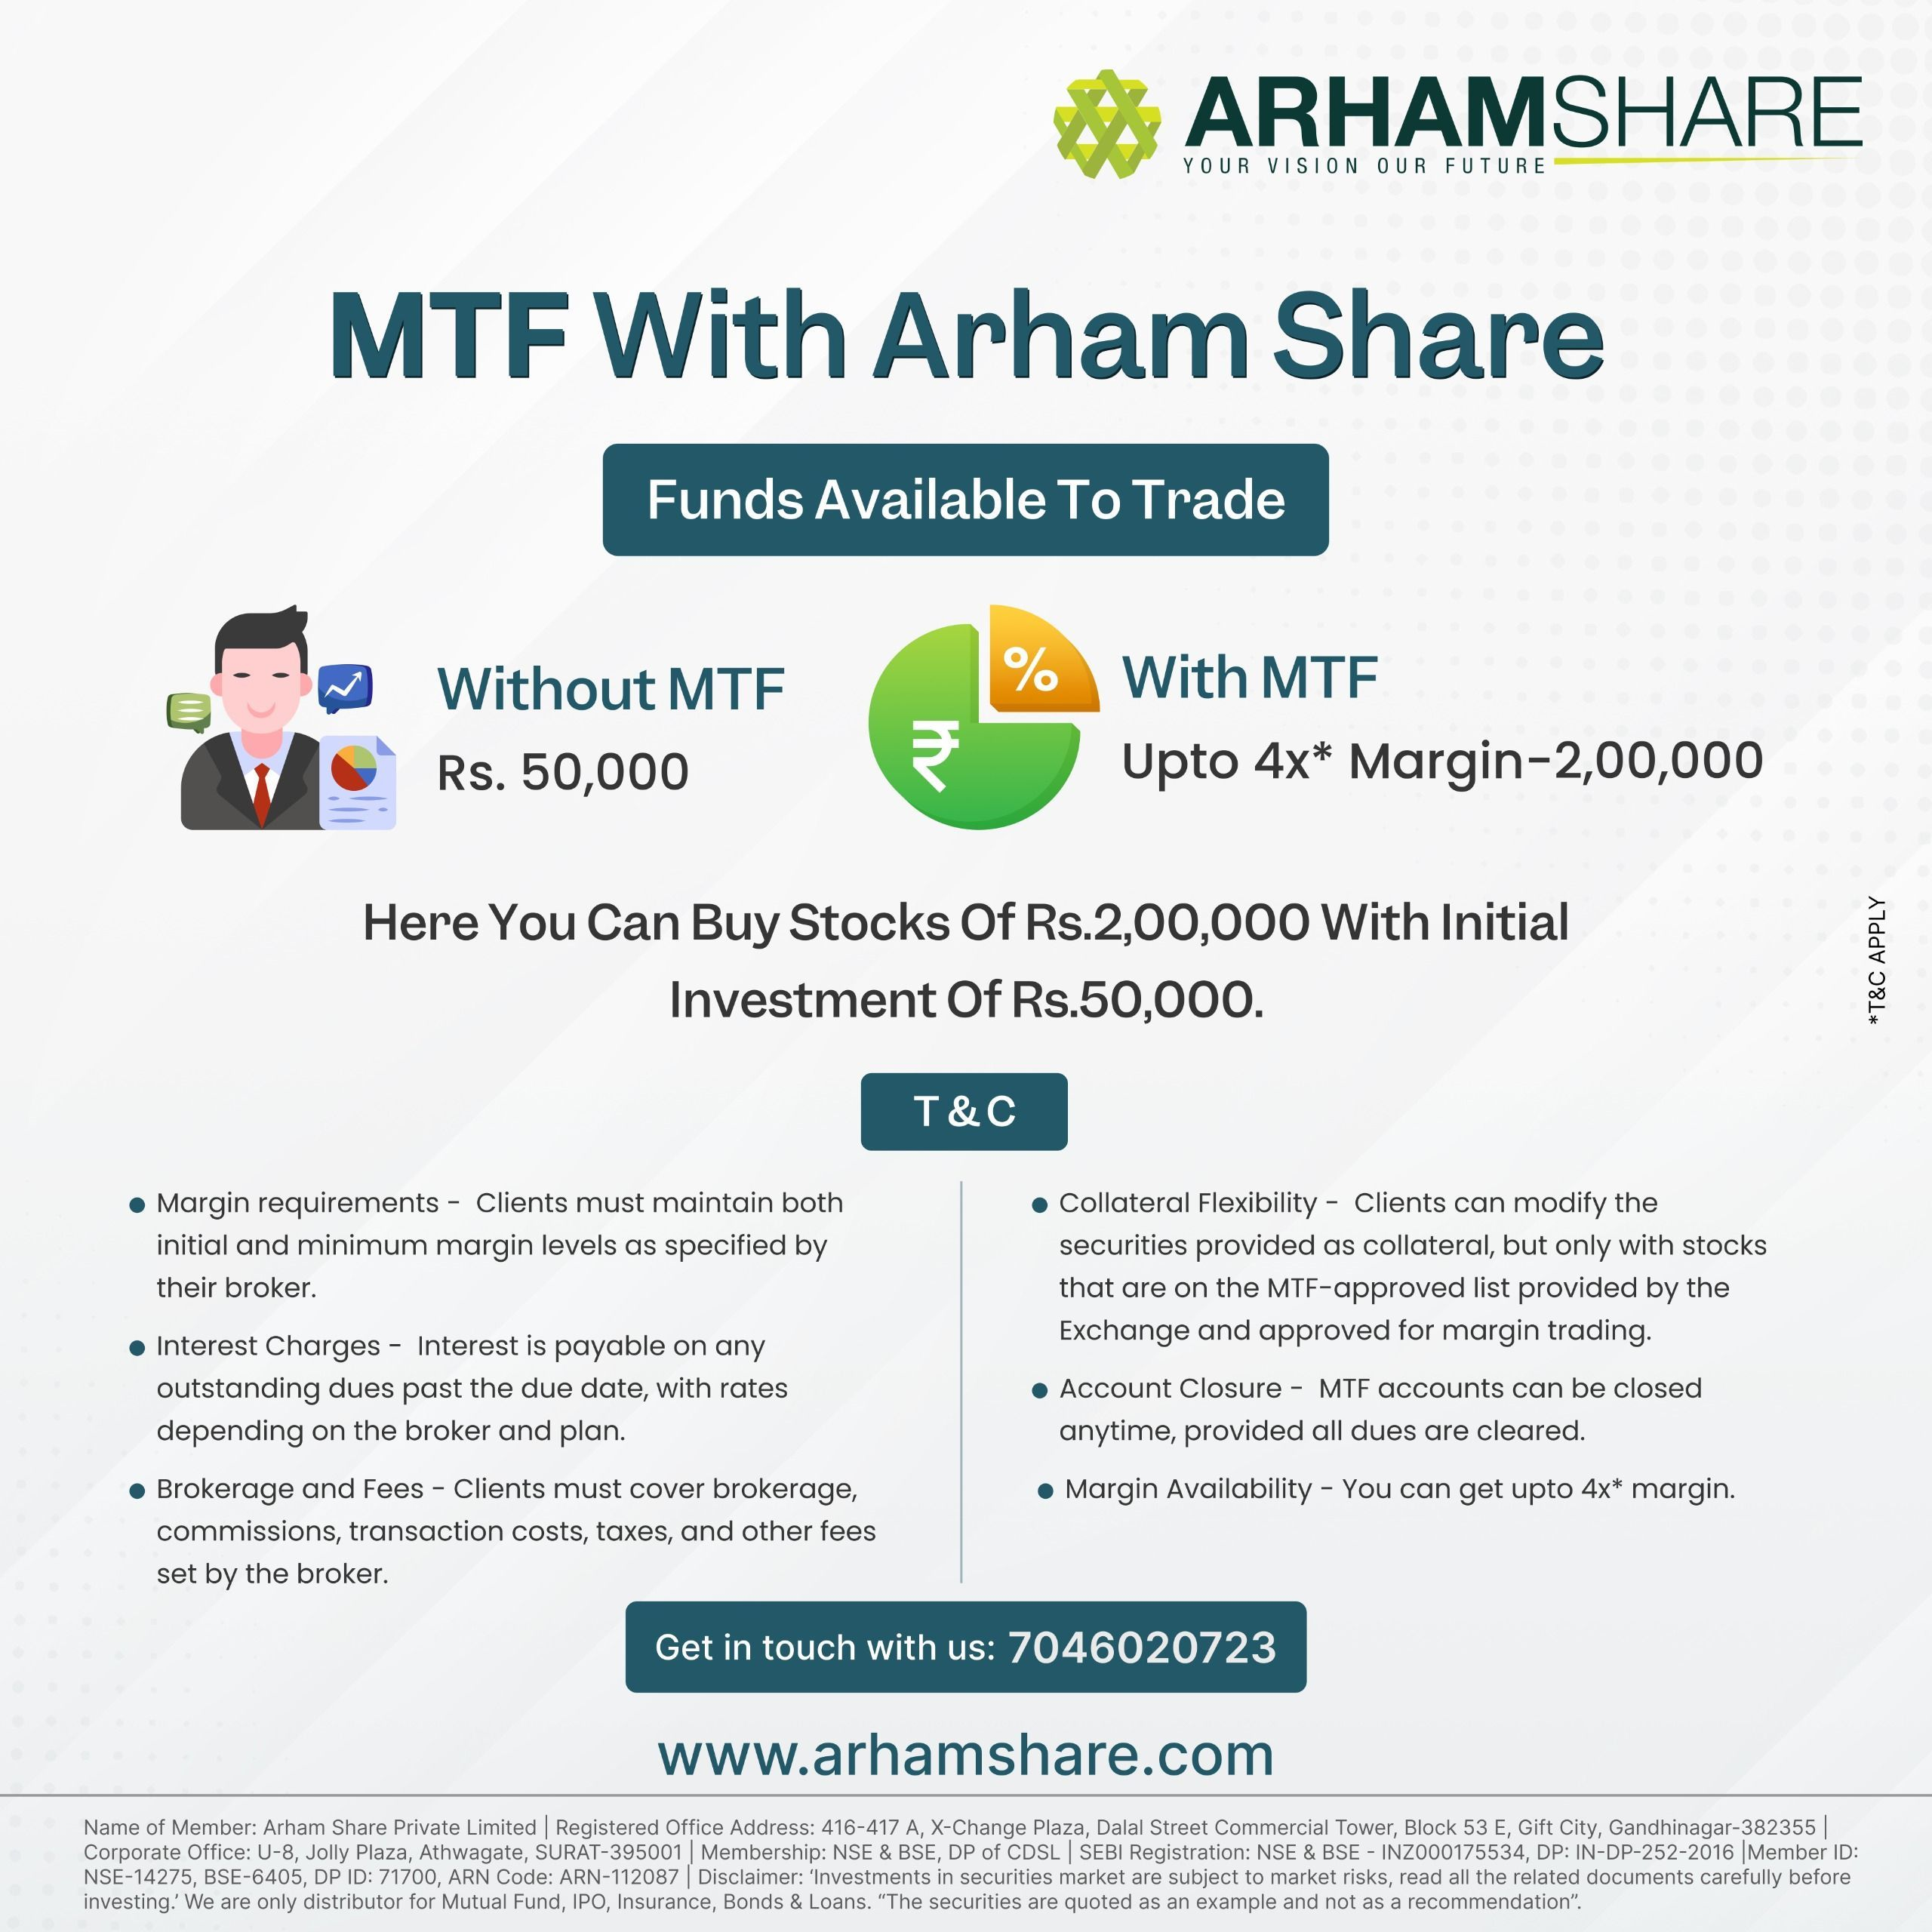 ARHAMSHARE
YOUR VISION OUR FUTURE
MTF With Arham Share
Funds Available To Trade
Without MTF
Rs. 50,000
%
₹
With MTF
Upto 4x* Margin-2,00,000
Here You Can Buy Stocks Of Rs.2,00,000 With Initial
Investment Of Rs.50,000.
*T&C APPLY
T & C
Margin requirements - Clients must maintain both
initial and minimum margin levels as specified by
their broker.
Interest Charges - Interest is payable on any
outstanding dues past the due date, with rates
depending on the broker and plan.
Brokerage and Fees - Clients must cover brokerage,
commissions, transaction costs, taxes, and other fees
set by the broker.
Collateral Flexibility - Clients can modify the
securities provided as collateral, but only with stocks
that are on the MTF-approved list provided by the
Exchange and approved for margin trading.
Account Closure - MTF accounts can be closed
anytime, provided all dues are cleared.
Margin Availability - You can get upto 4x* margin.
Get in touch with us: 7046020723
www.arhamshare.com
Name of Member: Arham Share Private Limited | Registered Office Address: 416-417 A, X-Change Plaza, Dalal Street Commercial Tower, Block 53 E, Gift City, Gandhinagar-382355 |
Corporate Office: U-8, Jolly Plaza, Athwagate, SURAT-395001 | Membership: NSE & BSE, DP of CDSL | SEBI Registration: NSE & BSE - INZ000175534, DP: IN-DP-252-2016 |Member ID:
NSE-14275, BSE-6405, DP ID: 71700, ARN Code: ARN-112087 | Disclaimer: ‘Investments in securities market are subject to market risks, read all the related documents carefully before
investing.’ We are only distributor for Mutual Fund, IPO, Insurance, Bonds & Loans. “The securities are quoted as an example and not as a recommendation”.